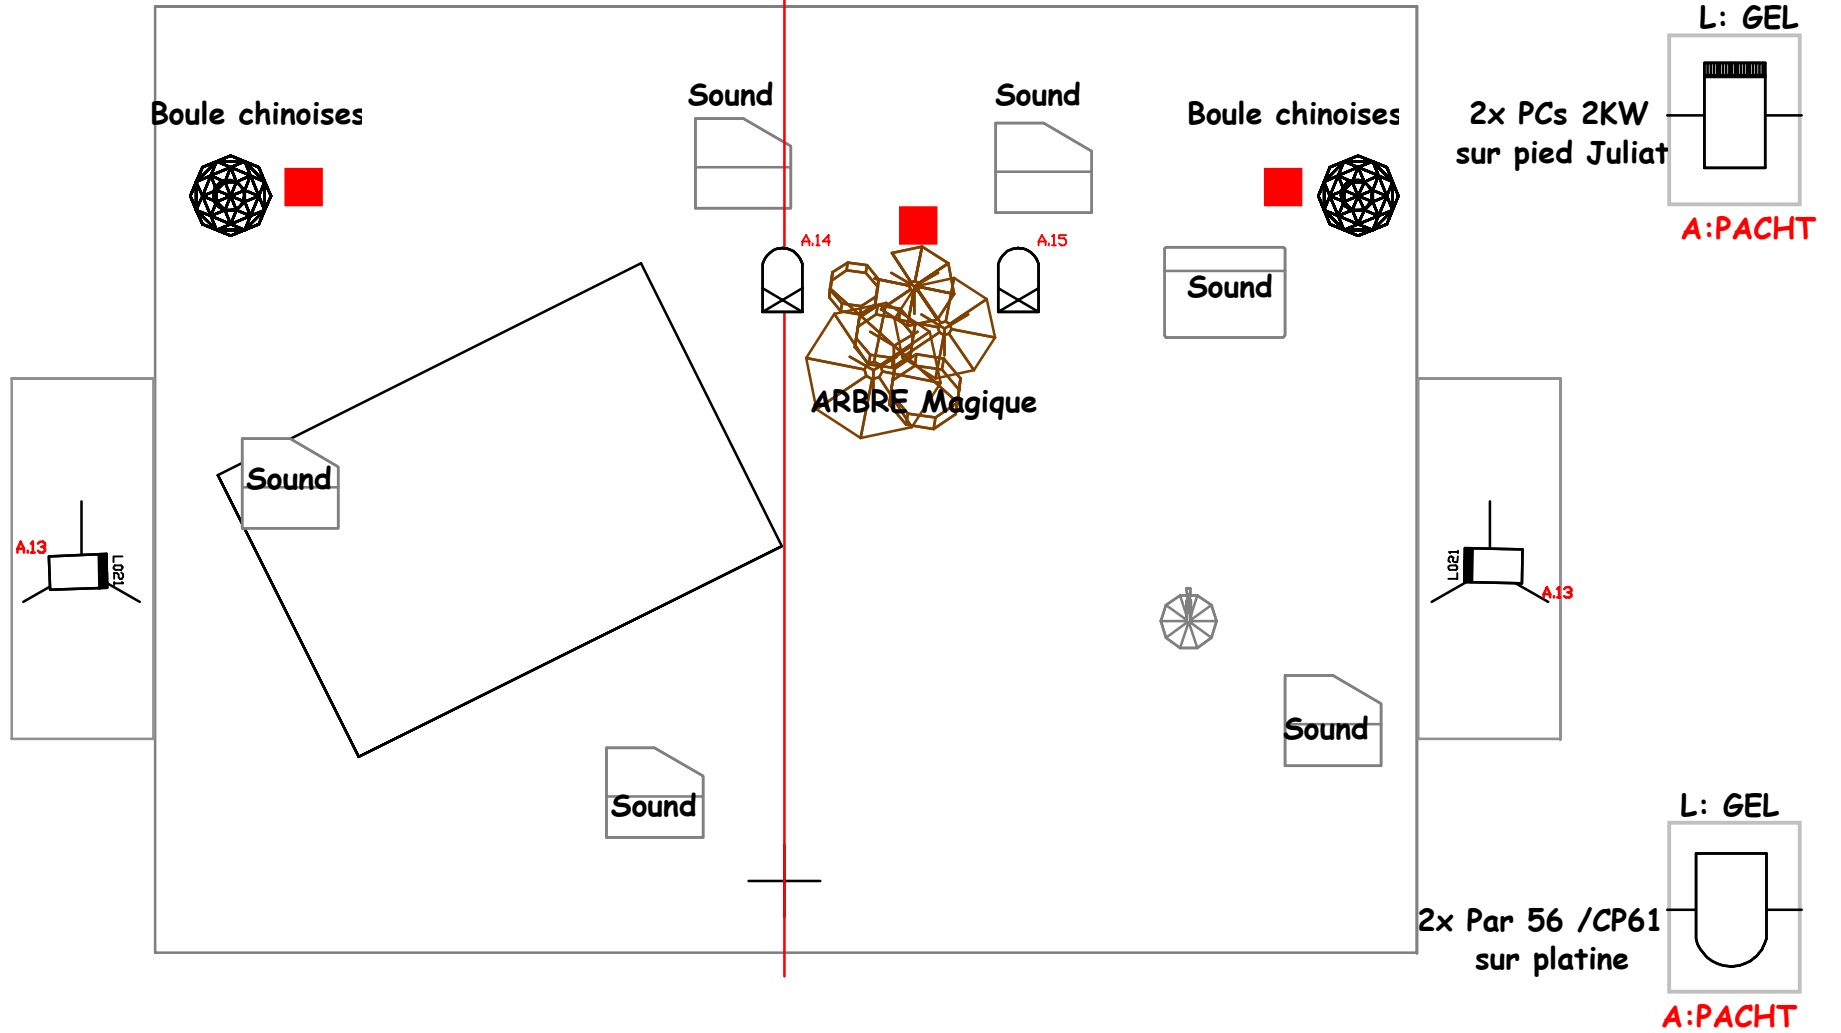 L: GEL
Sound
Sound
Boule chinoises
Boule chinoises
2x PCs 2KW
sur pied Juliat
A:PACHT
A.14
A.15
Sound
ARBRE Magique
Sound
A.13
L021
L021
A.13
Sound
Sound
L: GEL
2x Par 56 /CP61
sur platine
A:PACHT